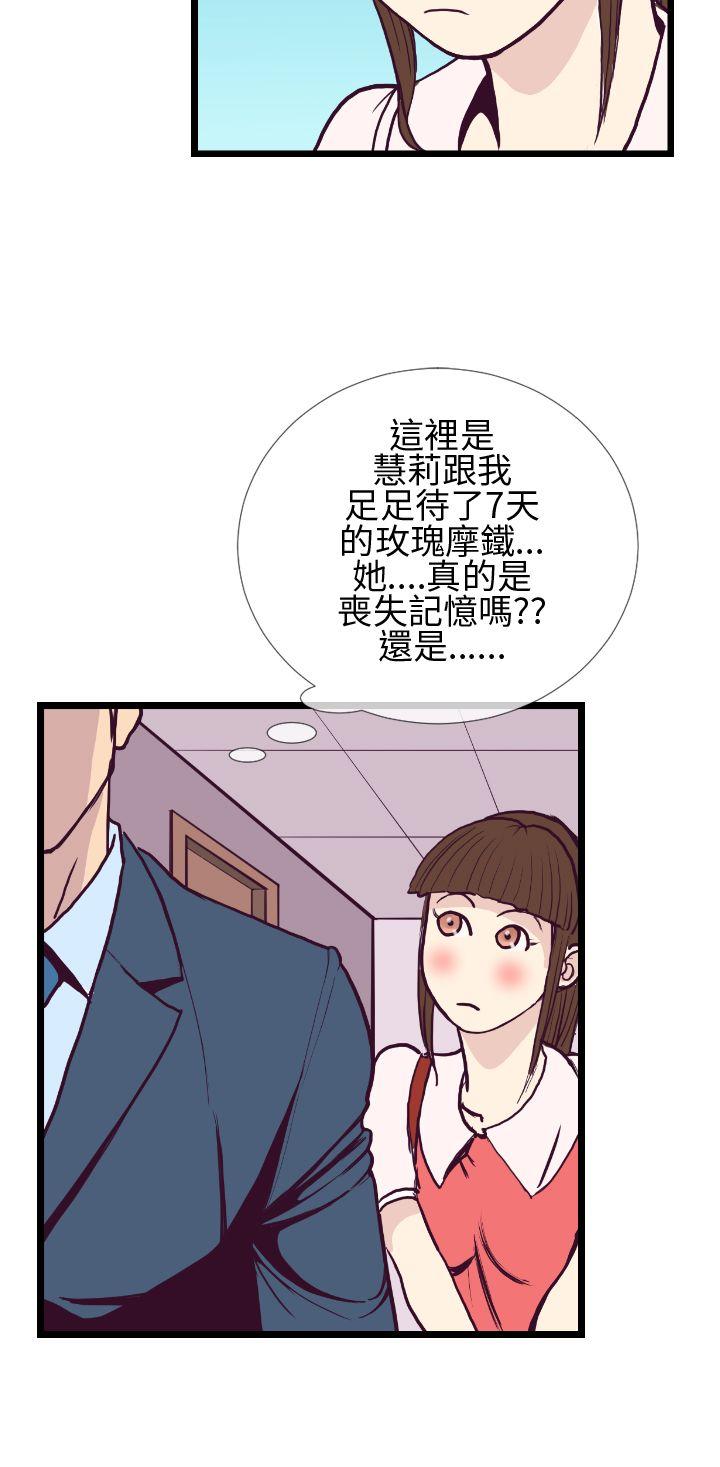 這裡是
慧莉跟我
足足待了7天
的玫瑰摩鐵...
她....真的是
喪失記憶嗎??
還是......